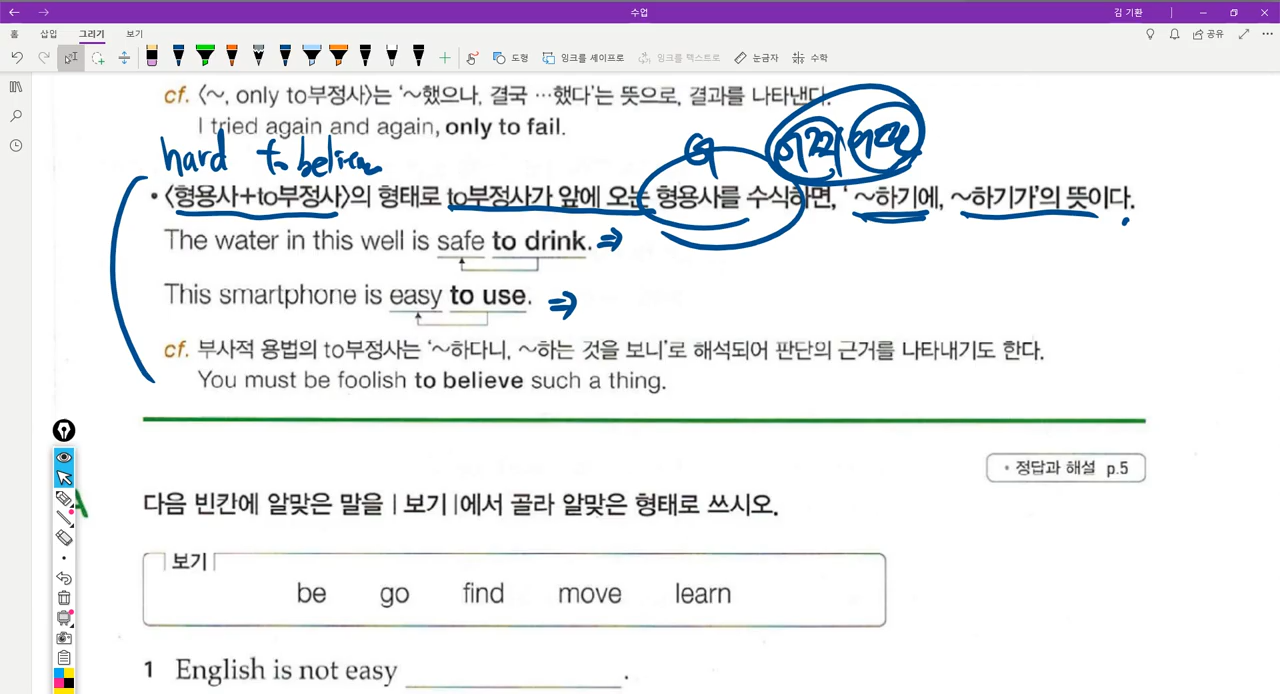 수업
김 기환
홈 삽입 그리기 보기
공유
도형 잉크를 셰이프로 잉크를 텍스트로 눈금자 수학
cf. 〈~, only to부정사〉는 '~했으나, 결국 …했다'는 뜻으로, 결과를 나타낸다.
I tried again and again, only to fail.
hard to believe
• 〈형용사+to부정사〉의 형태로 to부정사가 앞에 오는 형용사를 수식하면, '~하기에, ~하기가'의 뜻이다.
The water in this well is safe to drink. ⇒
This smartphone is easy to use. ⇒
cf. 부사적 용법의 to부정사는 '~하다니, ~하는 것을 보니'로 해석되어 판단의 근거를 나타내기도 한다.
You must be foolish to believe such a thing.
• 정답과 해설 p.5
A 다음 빈칸에 알맞은 말을 | 보기 |에서 골라 알맞은 형태로 쓰시오.
보기
be go find move learn
1 English is not easy ____________.